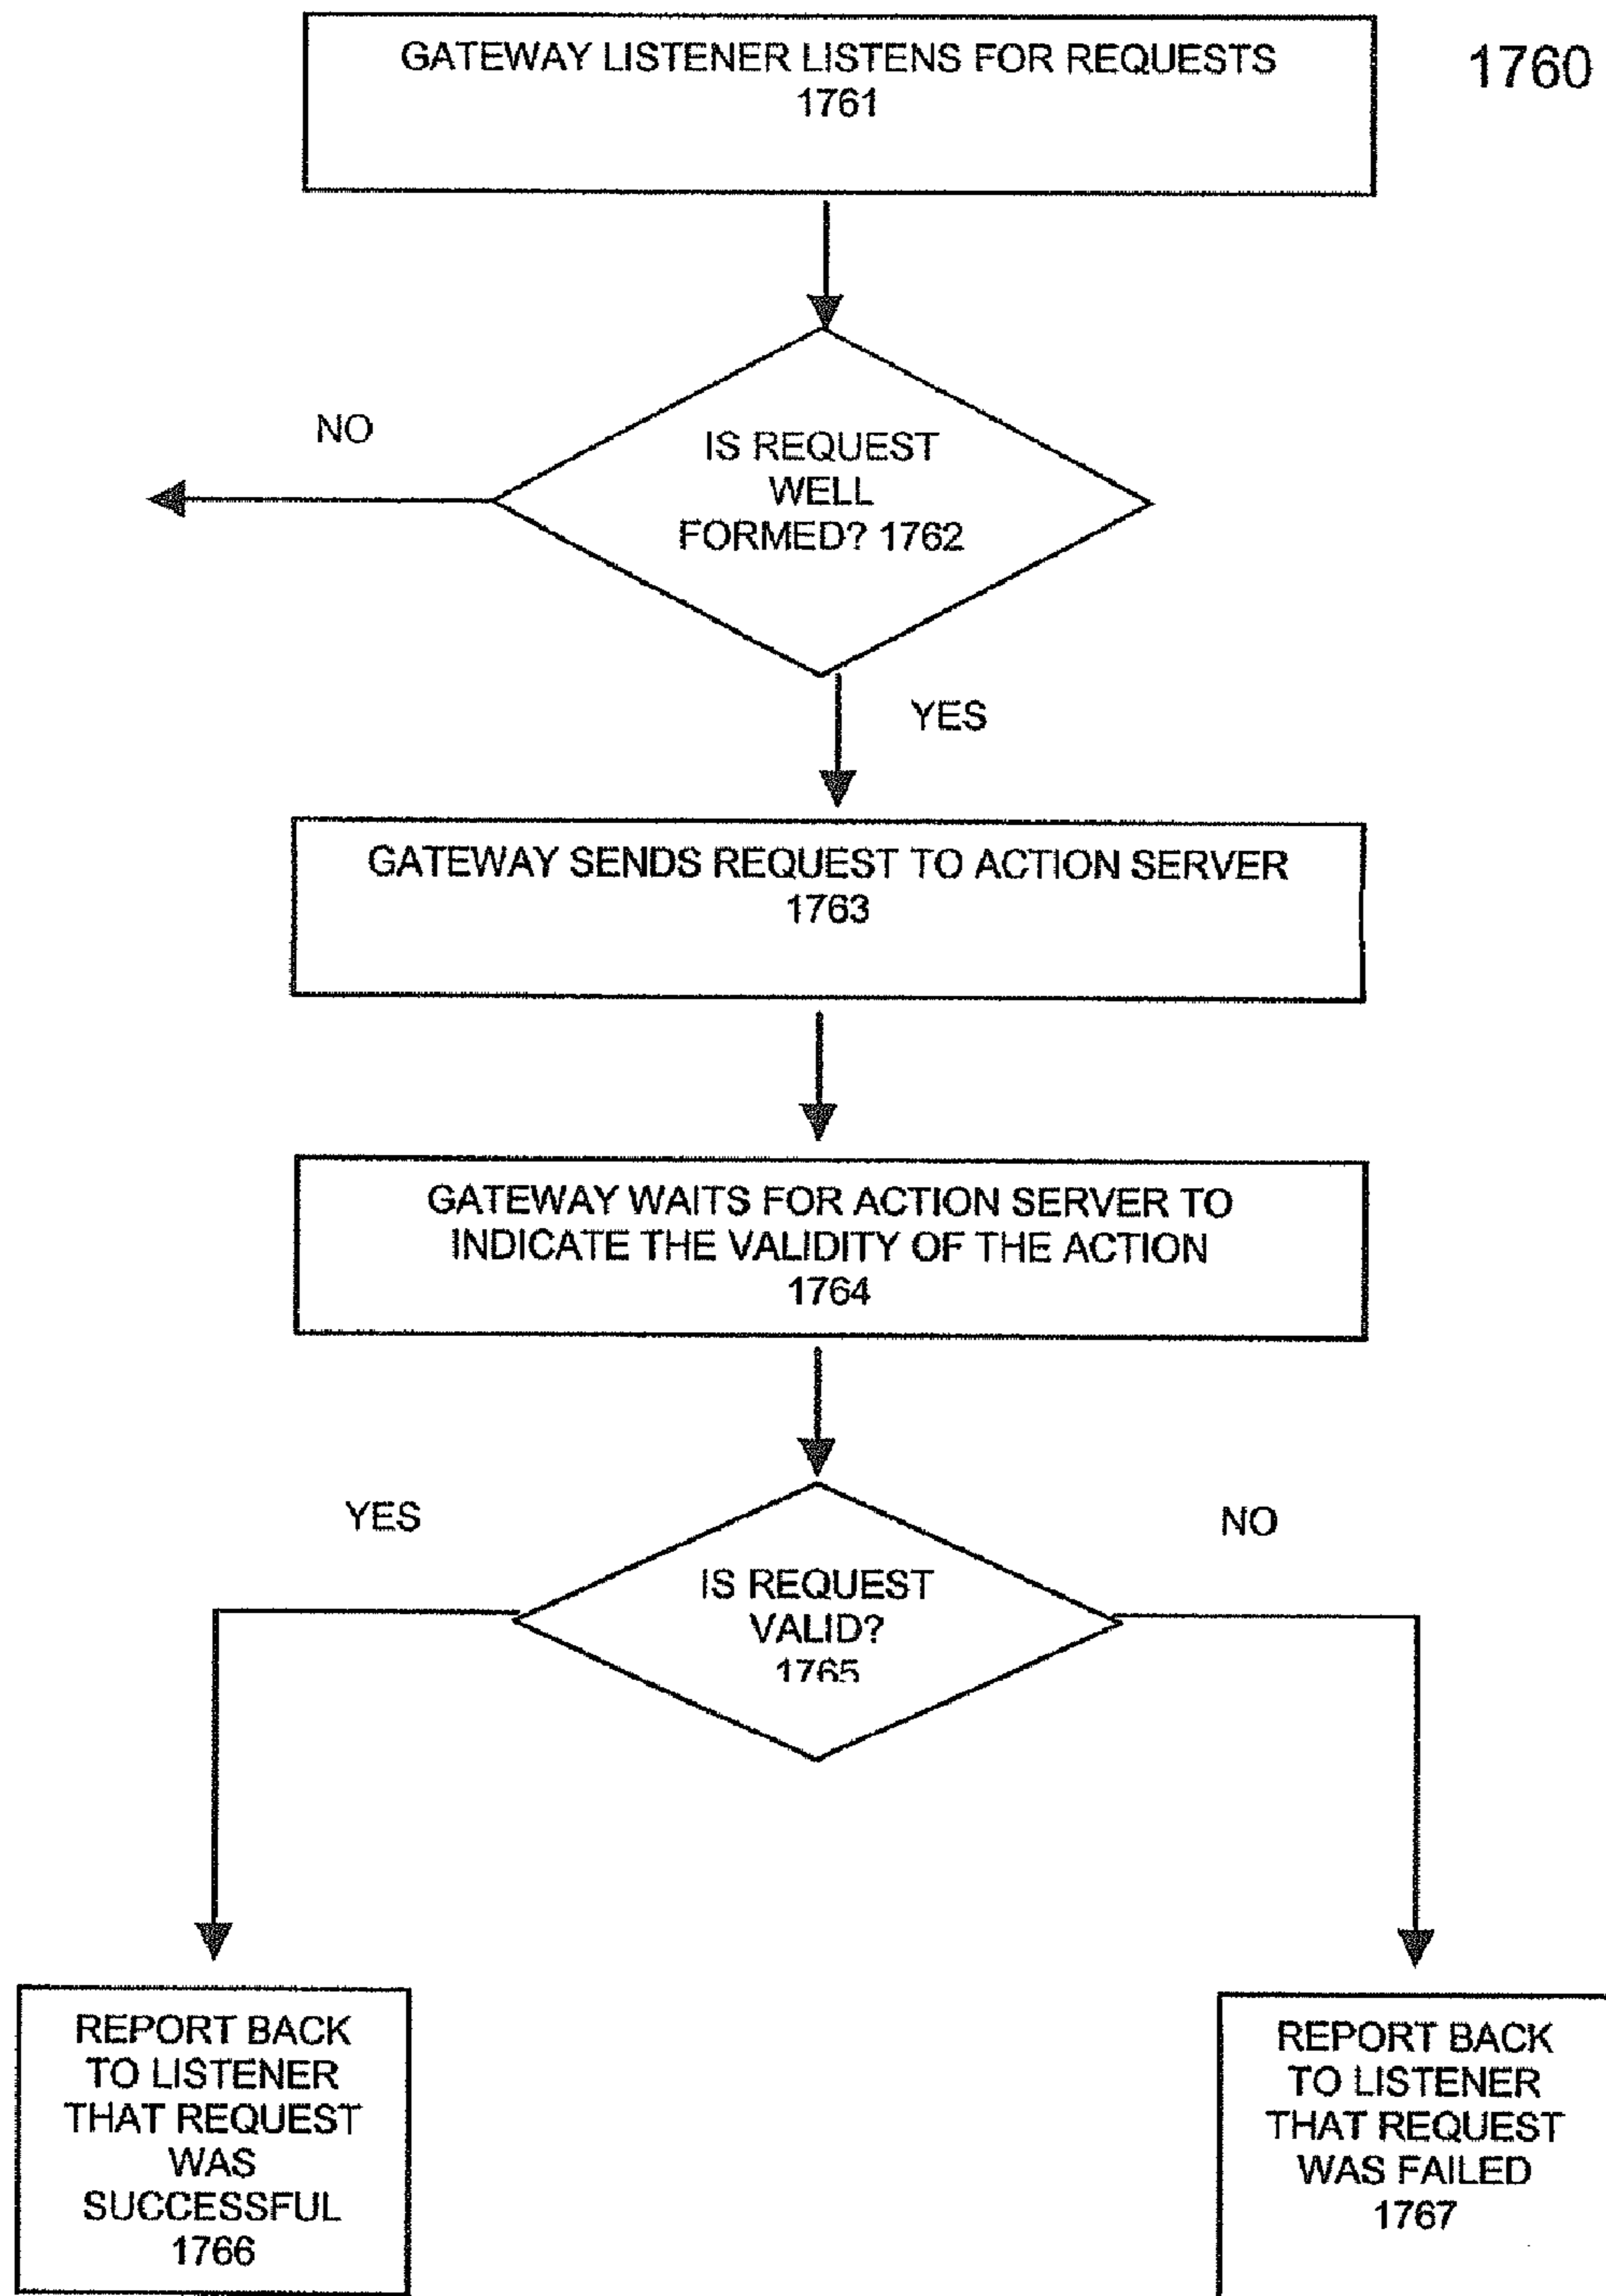 GATEWAY LISTENER LISTENS FOR REQUESTS
1761
1760
NO
IS REQUEST
WELL
FORMED? 1762
YES
GATEWAY SENDS REQUEST TO ACTION SERVER
1763
GATEWAY WAITS FOR ACTION SERVER TO
INDICATE THE VALIDITY OF THE ACTION
1764
YES
NO
IS REQUEST
VALID?
1765
REPORT BACK
TO LISTENER
THAT REQUEST
WAS
SUCCESSFUL
1766
REPORT BACK
TO LISTENER
THAT REQUEST
WAS FAILED
1767